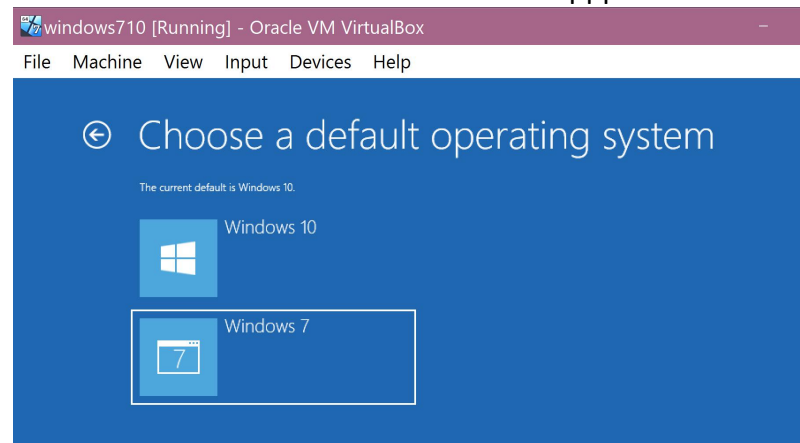 windows710 [Running] - Oracle VM VirtualBox
File Machine View Input Devices Help
Choose a default operating system
The current default is Windows 10.
Windows 10
Windows 7
7